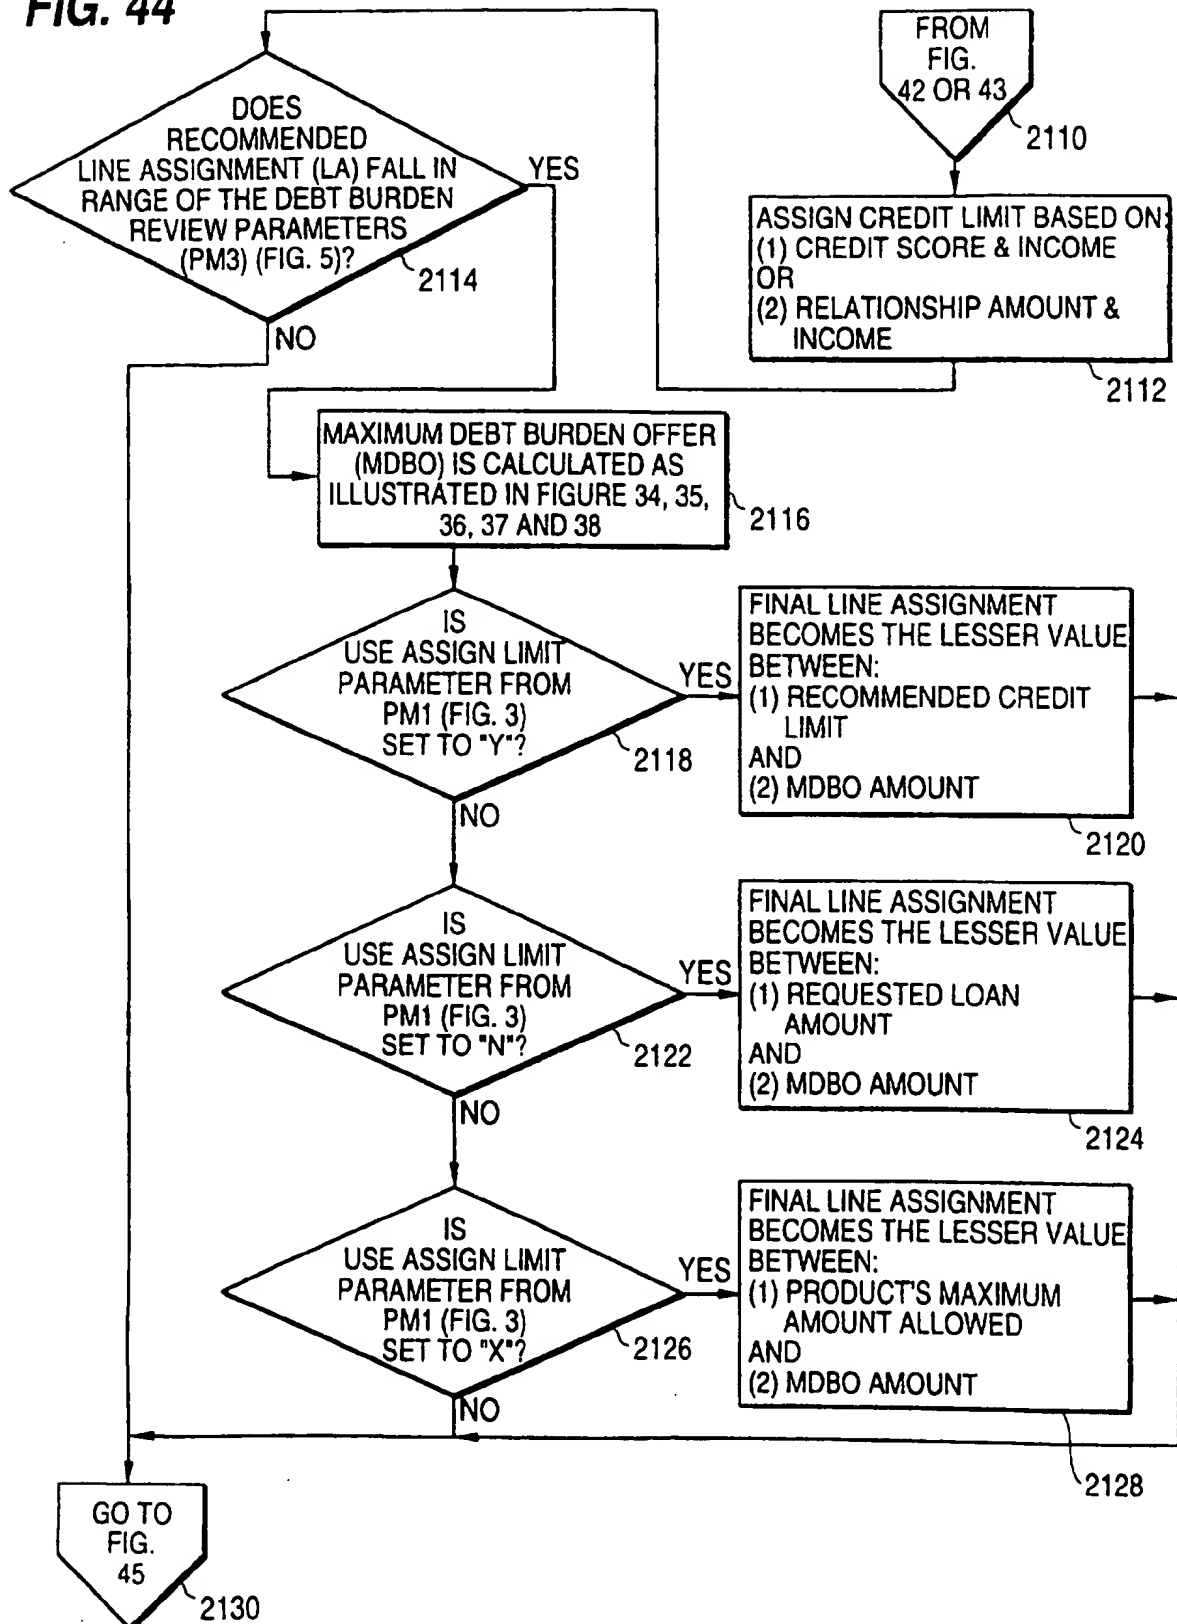 FIG. 44
FROM
FIG.
42 OR 43
2110
ASSIGN CREDIT LIMIT BASED ON:
(1) CREDIT SCORE & INCOME
OR
(2) RELATIONSHIP AMOUNT &
INCOME
2112
DOES
RECOMMENDED
LINE ASSIGNMENT (LA) FALL IN
RANGE OF THE DEBT BURDEN
REVIEW PARAMETERS
(PM3) (FIG. 5)?
2114
YES
NO
MAXIMUM DEBT BURDEN OFFER
(MDBO) IS CALCULATED AS
ILLUSTRATED IN FIGURE 34, 35,
36, 37 AND 38
2116
IS
USE ASSIGN LIMIT
PARAMETER FROM
PM1 (FIG. 3)
SET TO "Y"?
2118
YES
NO
FINAL LINE ASSIGNMENT
BECOMES THE LESSER VALUE
BETWEEN:
(1) RECOMMENDED CREDIT
LIMIT
AND
(2) MDBO AMOUNT
2120
IS
USE ASSIGN LIMIT
PARAMETER FROM
PM1 (FIG. 3)
SET TO "N"?
2122
YES
NO
FINAL LINE ASSIGNMENT
BECOMES THE LESSER VALUE
BETWEEN:
(1) REQUESTED LOAN
AMOUNT
AND
(2) MDBO AMOUNT
2124
IS
USE ASSIGN LIMIT
PARAMETER FROM
PM1 (FIG. 3)
SET TO "X"?
2126
YES
NO
FINAL LINE ASSIGNMENT
BECOMES THE LESSER VALUE
BETWEEN:
(1) PRODUCT'S MAXIMUM
AMOUNT ALLOWED
AND
(2) MDBO AMOUNT
2128
GO TO
FIG.
45
2130